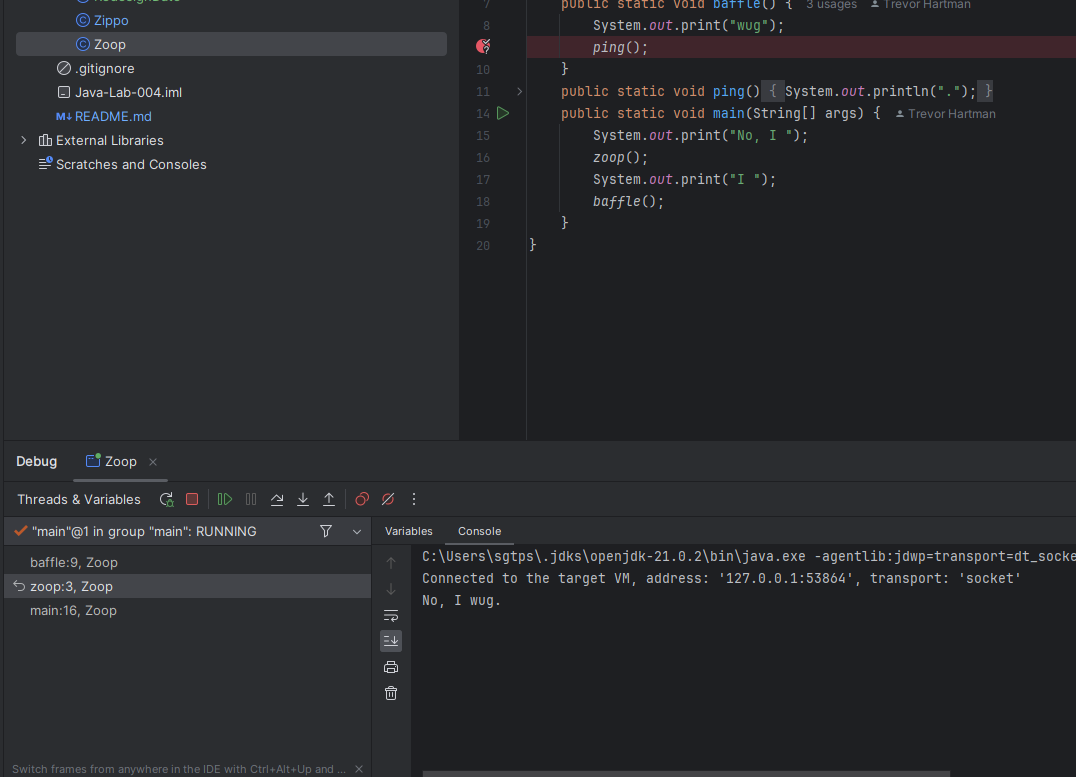 Zippo
Zoop
.gitignore
Java-Lab-004.iml
M↓ README.md
External Libraries
Scratches and Consoles
7 public static void baffle() { 3 usages Trevor Hartman
8 System.out.print("wug");
ping();
10 }
11 public static void ping() { System.out.println("."); }
14 public static void main(String[] args) { Trevor Hartman
15 System.out.print("No, I ");
16 zoop();
17 System.out.print("I ");
18 baffle();
19 }
20 }
Debug Zoop
Threads & Variables
"main"@1 in group "main": RUNNING
baffle:9, Zoop
zoop:3, Zoop
main:16, Zoop
Switch frames from anywhere in the IDE with Ctrl+Alt+Up and ...
Variables Console
C:\Users\sgtps\.jdks\openjdk-21.0.2\bin\java.exe -agentlib:jdwp=transport=dt_socke
Connected to the target VM, address: '127.0.0.1:53864', transport: 'socket'
No, I wug.